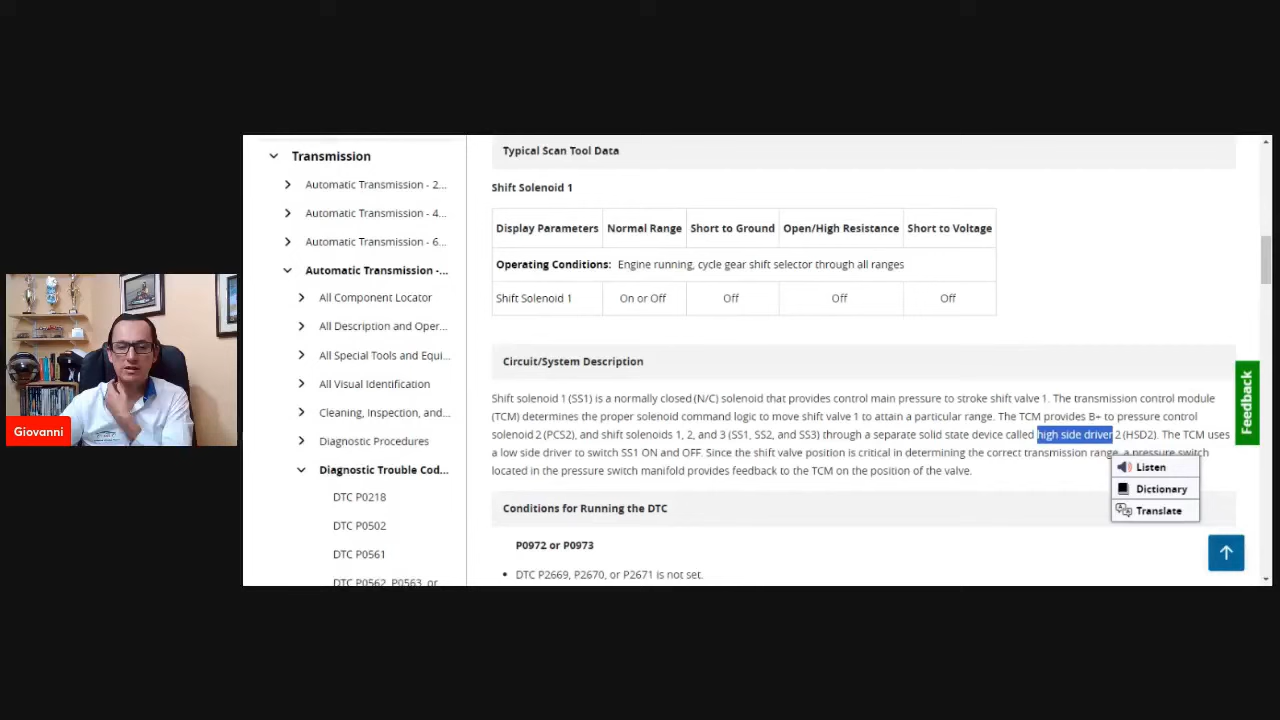 Transmission
Automatic Transmission - 2...
Automatic Transmission - 4...
Automatic Transmission - 6...
Automatic Transmission -...
All Component Locator
All Description and Oper...
All Special Tools and Equi...
All Visual Identification
Cleaning, Inspection, and...
Diagnostic Procedures
Diagnostic Trouble Cod...
DTC P0218
DTC P0502
DTC P0561
DTC P0562, P0563, or
Typical Scan Tool Data
Shift Solenoid 1
Display Parameters Normal Range Short to Ground Open/High Resistance Short to Voltage
Operating Conditions: Engine running, cycle gear shift selector through all ranges
Shift Solenoid 1 On or Off Off Off Off
Circuit/System Description
Shift solenoid 1 (SS1) is a normally closed (N/C) solenoid that provides control main pressure to stroke shift valve 1. The transmission control module
(TCM) determines the proper solenoid command logic to move shift valve 1 to attain a particular range. The TCM provides B+ to pressure control
solenoid 2 (PCS2), and shift solenoids 1, 2, and 3 (SS1, SS2, and SS3) through a separate solid state device called high side driver 2 (HSD2). The TCM uses
a low side driver to switch SS1 ON and OFF. Since the shift valve position is critical in determining the correct transmission range, a pressure switch
located in the pressure switch manifold provides feedback to the TCM on the position of the valve.
Listen
Dictionary
Translate
Conditions for Running the DTC
P0972 or P0973
• DTC P2669, P2670, or P2671 is not set.
Feedback
Giovanni